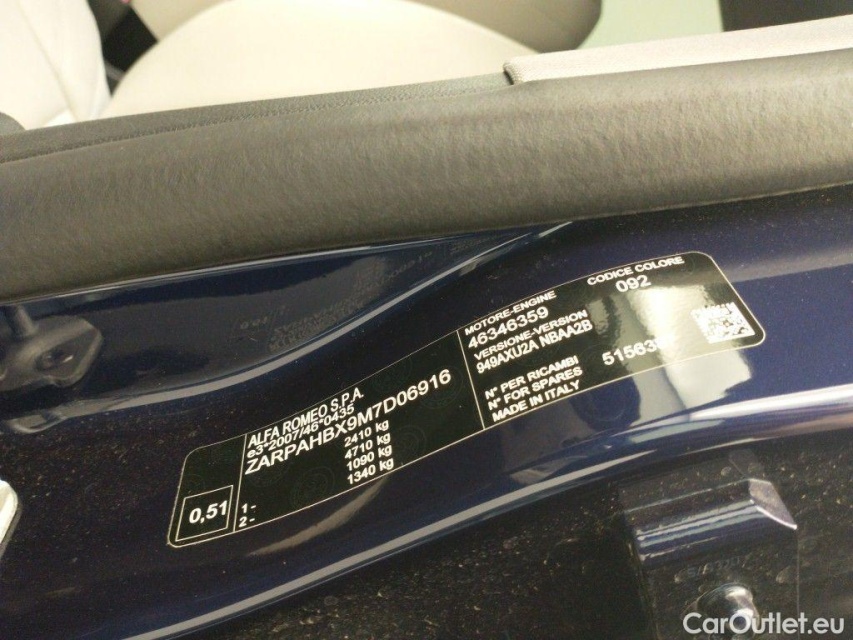 ALFA ROMEO S.P.A.
e3*2007/46*0435
ZARPAHBX9M7D06916
2410 kg
4710 kg
1- 1090 kg
2- 1340 kg
0,51
MOTORE-ENGINE
46346359
VERSIONE-VERSION
949AXU2A NBAA2B
N° PER RICAMBI
N° FOR SPARES
MADE IN ITALY
CODICE COLORE
092
CarOutlet.eu